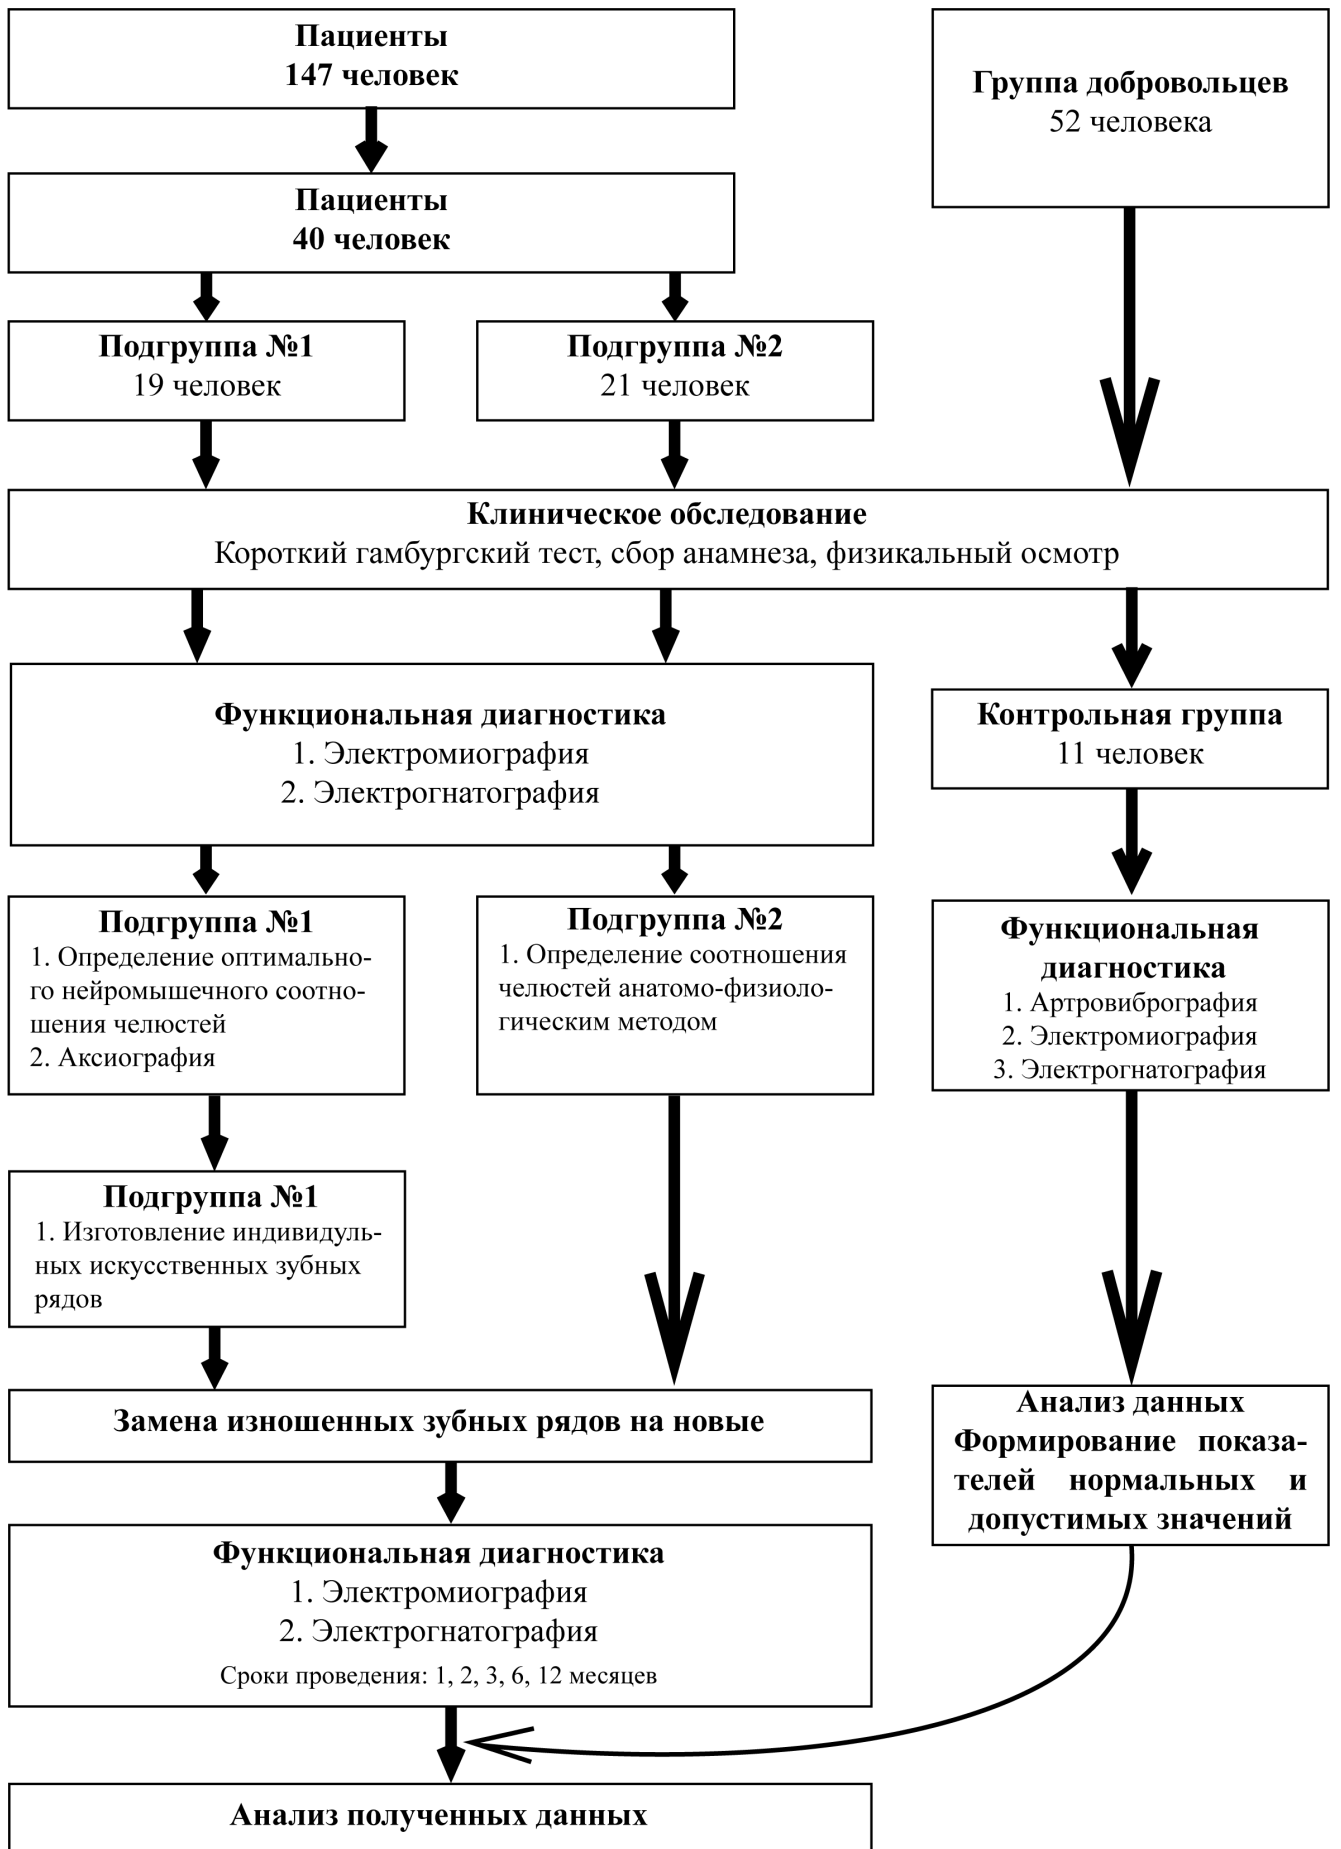 Пациенты
147 человек
Группа добровольцев
52 человека
Пациенты
40 человек
Подгруппа №1
19 человек
Подгруппа №2
21 человек
Клиническое обследование
Короткий гамбургский тест, сбор анамнеза, физикальный осмотр
Функциональная диагностика
1. Электромиография
2. Электрогнатография
Контрольная группа
11 человек
Подгруппа №1
1. Определение оптимально-
го нейромышечного соотно-
шения челюстей
2. Аксиография
Подгруппа №2
1. Определение соотношения
челюстей анатомо-физиоло-
гическим методом
Функциональная
диагностика
1. Артровибрография
2. Электромиография
3. Электрогнатография
Подгруппа №1
1. Изготовление индивидуль-
ных искусственных зубных
рядов
Замена изношенных зубных рядов на новые
Анализ данных
Формирование показа-
телей нормальных и
допустимых значений
Функциональная диагностика
1. Электромиография
2. Электрогнатография
Сроки проведения: 1, 2, 3, 6, 12 месяцев
Анализ полученных данных